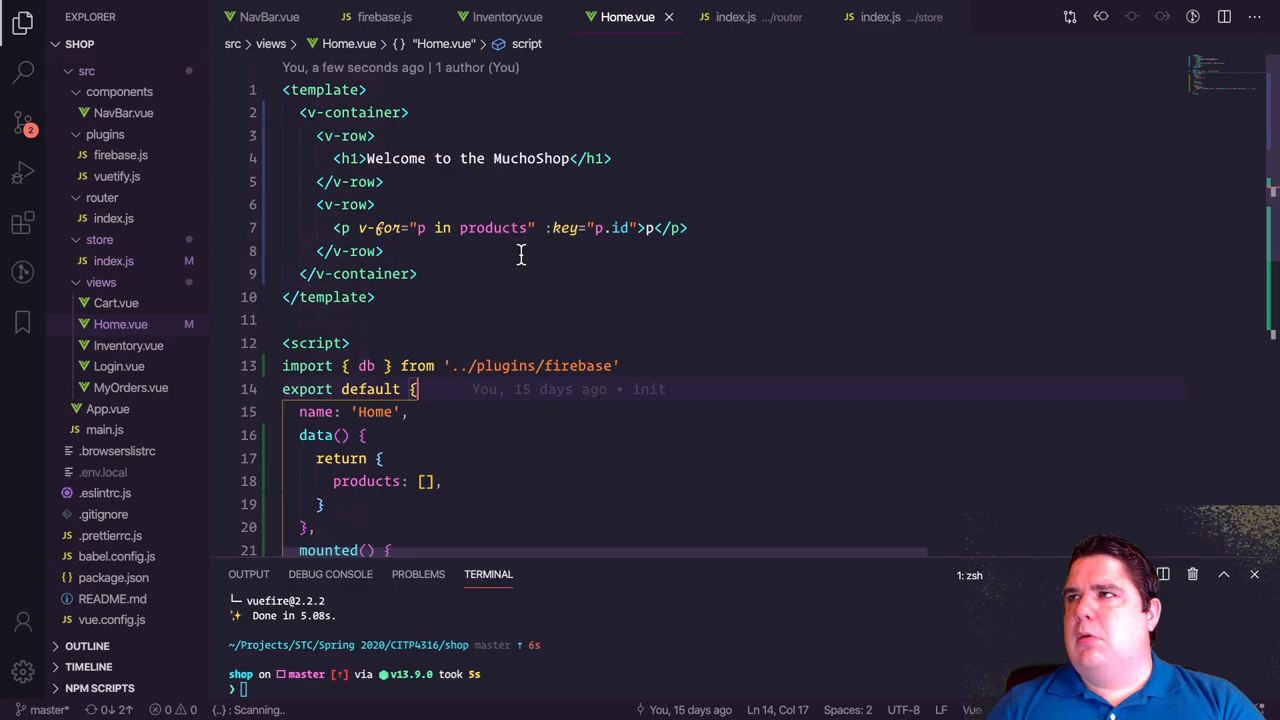 EXPLORER
NavBar.vue
firebase.js
Inventory.vue
Home.vue
index.js .../router
index.js .../store
SHOP
src
components
NavBar.vue
plugins
firebase.js
vuetify.js
router
index.js
store
index.js M
views
Cart.vue
Home.vue M
Inventory.vue
Login.vue
MyOrders.vue
App.vue
main.js
.browserslistrc
.env.local
.eslintrc.js
.gitignore
.prettierrc.js
babel.config.js
package.json
README.md
vue.config.js
OUTLINE
TIMELINE
NPM SCRIPTS
2
src > views > Home.vue > {} "Home.vue" > script
You, a few seconds ago | 1 author (You)
1 <template>
2 <v-container>
3 <v-row>
4 <h1>Welcome to the MuchoShop</h1>
5 </v-row>
6 <v-row>
7 <p v-for="p in products" :key="p.id">p</p>
8 </v-row>
9 </v-container>
10 </template>
11
12 <script>
13 import { db } from '../plugins/firebase'
14 export default { You, 15 days ago • init
15 name: 'Home',
16 data() {
17 return {
18 products: [],
19 }
20 },
21 mounted() {
OUTPUT DEBUG CONSOLE PROBLEMS TERMINAL
1: zsh
└─ vuefire@2.2.2
✨ Done in 5.08s.
~/Projects/STC/Spring 2020/CITP4316/shop master ⇡ 6s
shop on master [↑] via v13.9.0 took 5s
❯
master* 0↓ 2↑ 0 0 {..} : Scanning.. You, 15 days ago Ln 14, Col 17 Spaces: 2 UTF-8 LF Vue